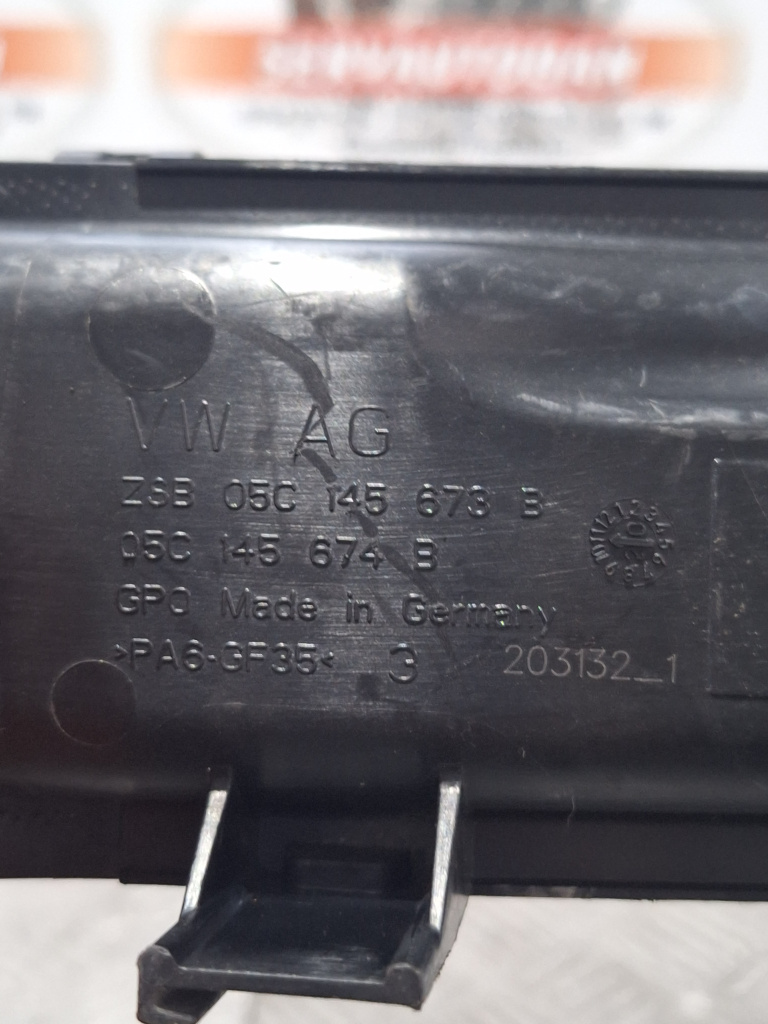 VW AG
ZSB 05C 145 673 B
05C 145 674 B
GPO Made in Germany
>PA6-GF35< 3
203132_1